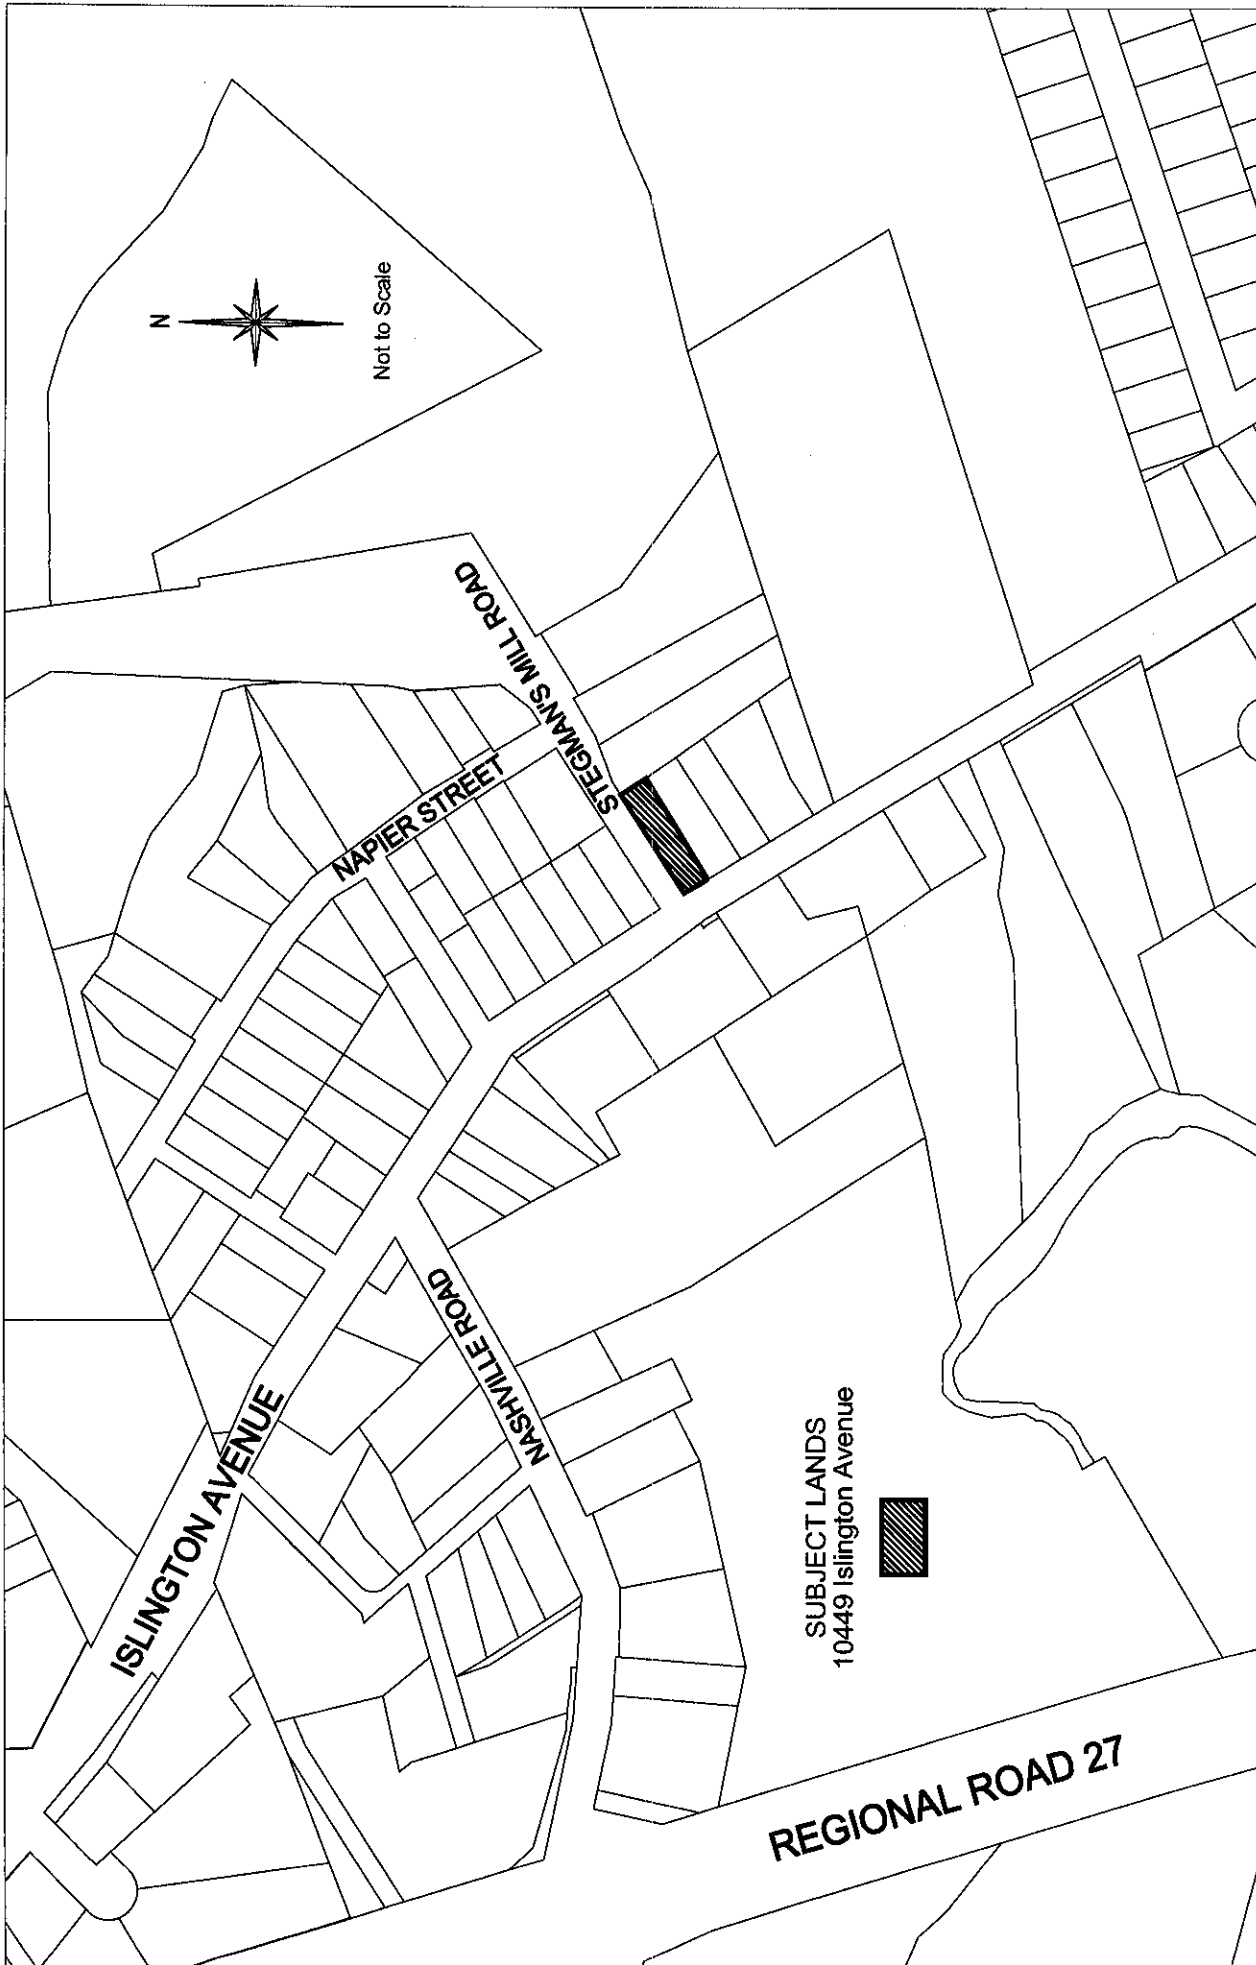 N
Not to Scale
STEGMAN'S MILL ROAD
NAPIER STREET
NASHVILLE ROAD
ISLINGTON AVENUE
SUBJECT LANDS
10449 Islington Avenue
REGIONAL ROAD 27